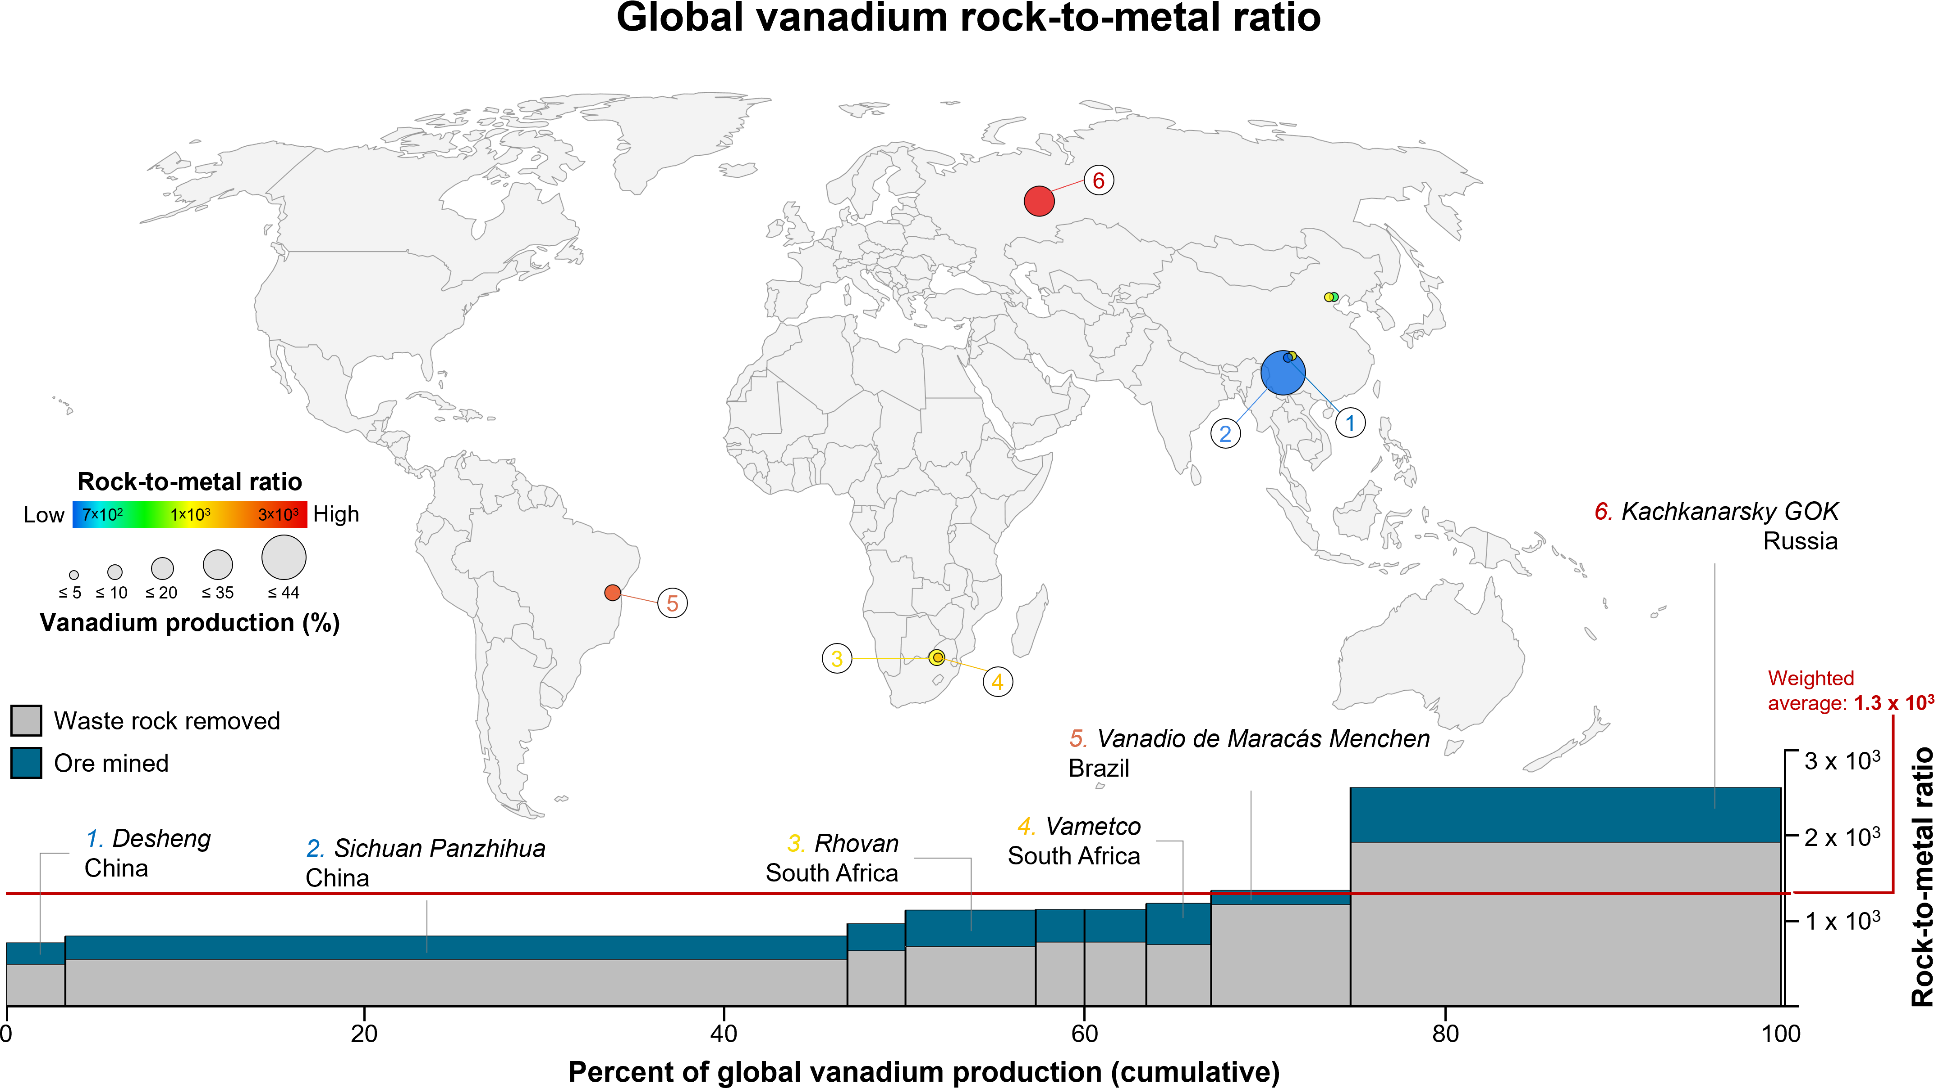 Global vanadium rock-to-metal ratio
6
1
2
5
3
4
Rock-to-metal ratio
Low 7×10² 1×10³ 3×10³ High
≤ 5 ≤ 10 ≤ 20 ≤ 35 ≤ 44
Vanadium production (%)
Waste rock removed
Ore mined
1. Desheng
China
2. Sichuan Panzhihua
China
3. Rhovan
South Africa
4. Vametco
South Africa
5. Vanadio de Maracás Menchen
Brazil
6. Kachkanarsky GOK
Russia
Weighted
average: 1.3 x 10³
3 x 10³
2 x 10³
1 x 10³
Rock-to-metal ratio
0 20 40 60 80 100
Percent of global vanadium production (cumulative)